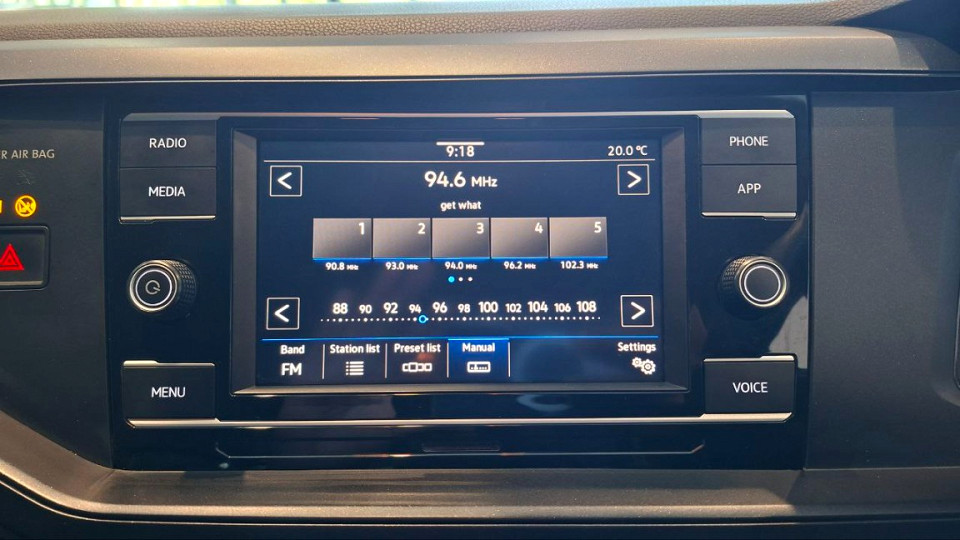 R AIR BAG
RADIO
MEDIA
MENU
9:18
20.0 °C
<
94.6 MHz
>
get what
1 2 3 4 5
90.8 MHz 93.0 MHz 94.0 MHz 96.2 MHz 102.3 MHz
< 88 90 92 94 96 98 100 102 104 106 108 >
Band Station list Preset list Manual Settings
FM
PHONE
APP
VOICE